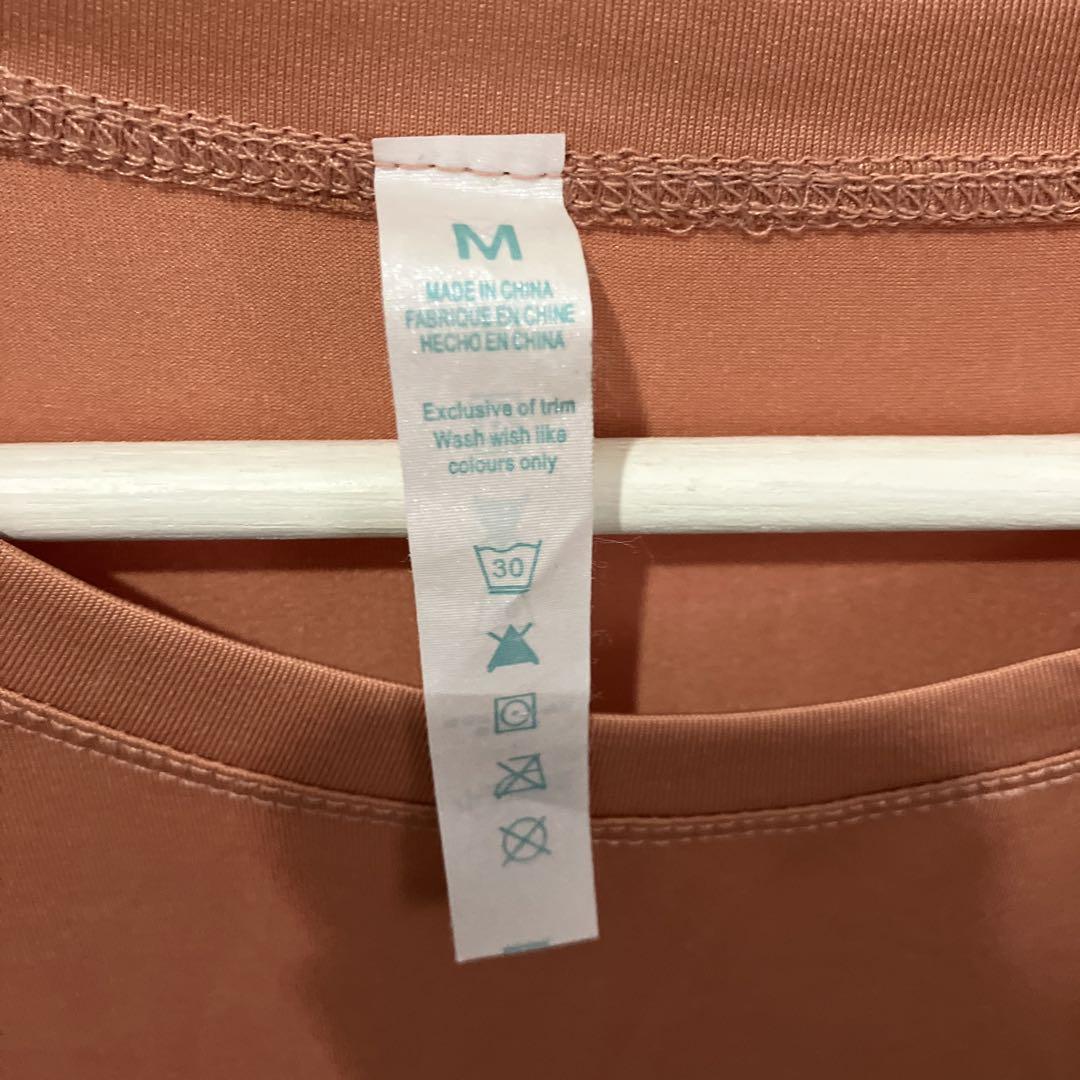 M
MADE IN CHINA
FABRIQUE EN CHINE
HECHO EN CHINA
Exclusive of trim
Wash wish like
colours only
30